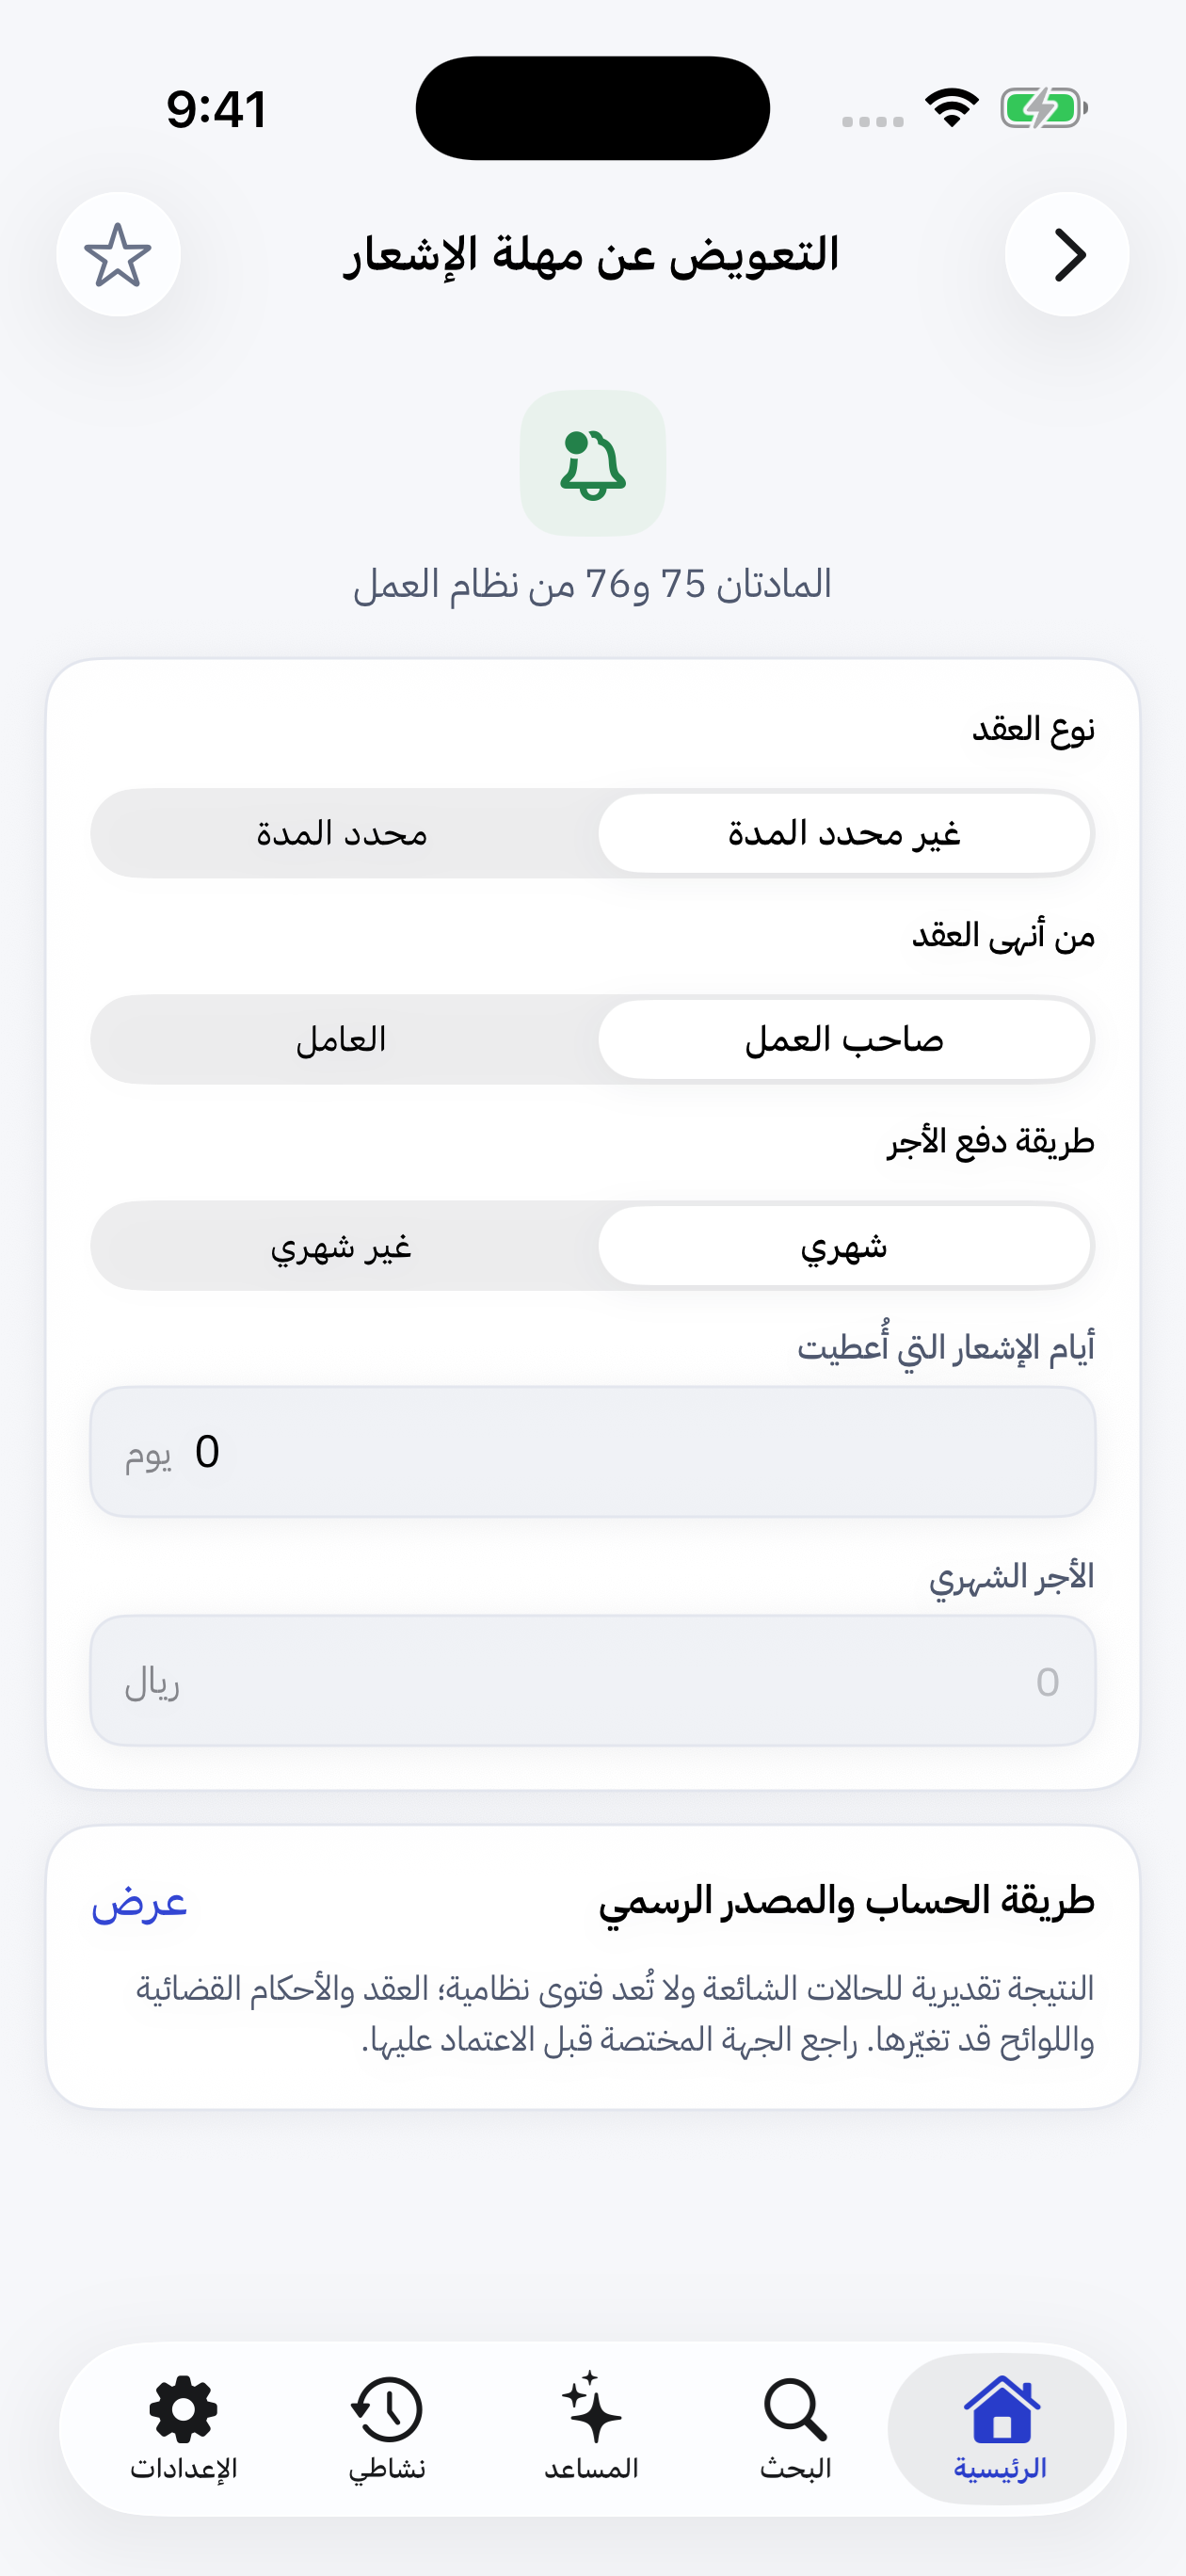 9:41
التعويض عن مهلة الإشعار
المادتان 75 و76 من نظام العمل
نوع العقد
غير محدد المدة
محدد المدة
من أنهى العقد
صاحب العمل
العامل
طريقة دفع الأجر
شهري
غير شهري
أيام الإشعار التي أُعطيت
0 يوم
الأجر الشهري
0
ريال
طريقة الحساب والمصدر الرسمي
عرض
النتيجة تقديرية للحالات الشائعة ولا تُعد فتوى نظامية؛ العقد والأحكام القضائية
واللوائح قد تغيّرها. راجع الجهة المختصة قبل الاعتماد عليها.
الرئيسية
البحث
المساعد
نشاطي
الإعدادات